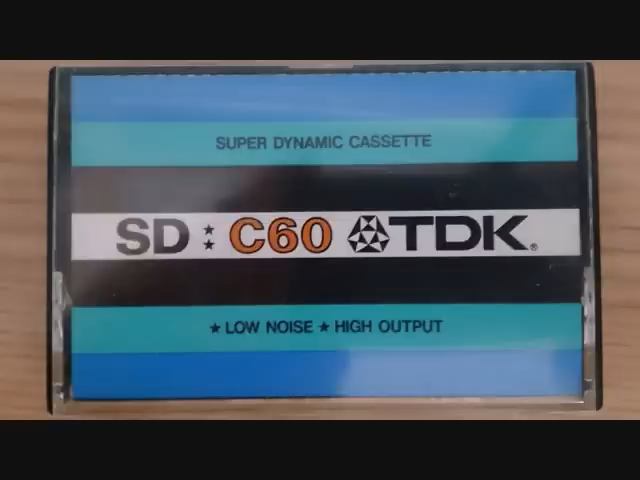 SUPER DYNAMIC CASSETTE
SD ★★ C60 TDK®
★ LOW NOISE ★ HIGH OUTPUT